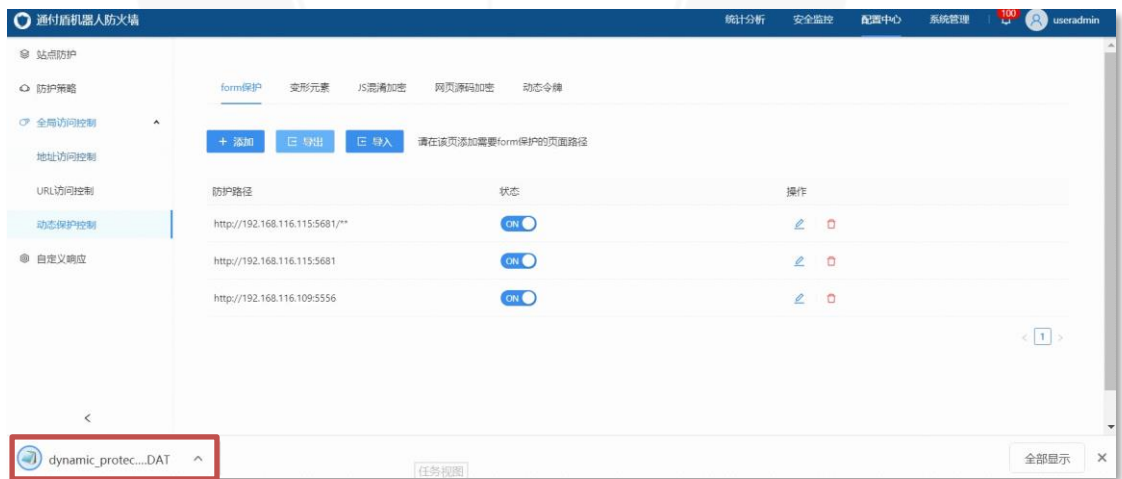 通付盾机器人防火墙 统计分析 安全监控 配置中心 系统管理 100 useradmin
站点防护
防护策略
全局访问控制
地址访问控制
URL访问控制
动态保护控制
自定义响应
form保护 变形元素 JS混淆加密 网页源码加密 动态令牌
+ 添加 导出 导入 请在该页添加需要form保护的页面路径
防护路径 状态 操作
http://192.168.116.115:5681/** ON
http://192.168.116.115:5681 ON
http://192.168.116.109:5556 ON
< 1 >
<
dynamic_protec....DAT 任务视图 全部显示 ×